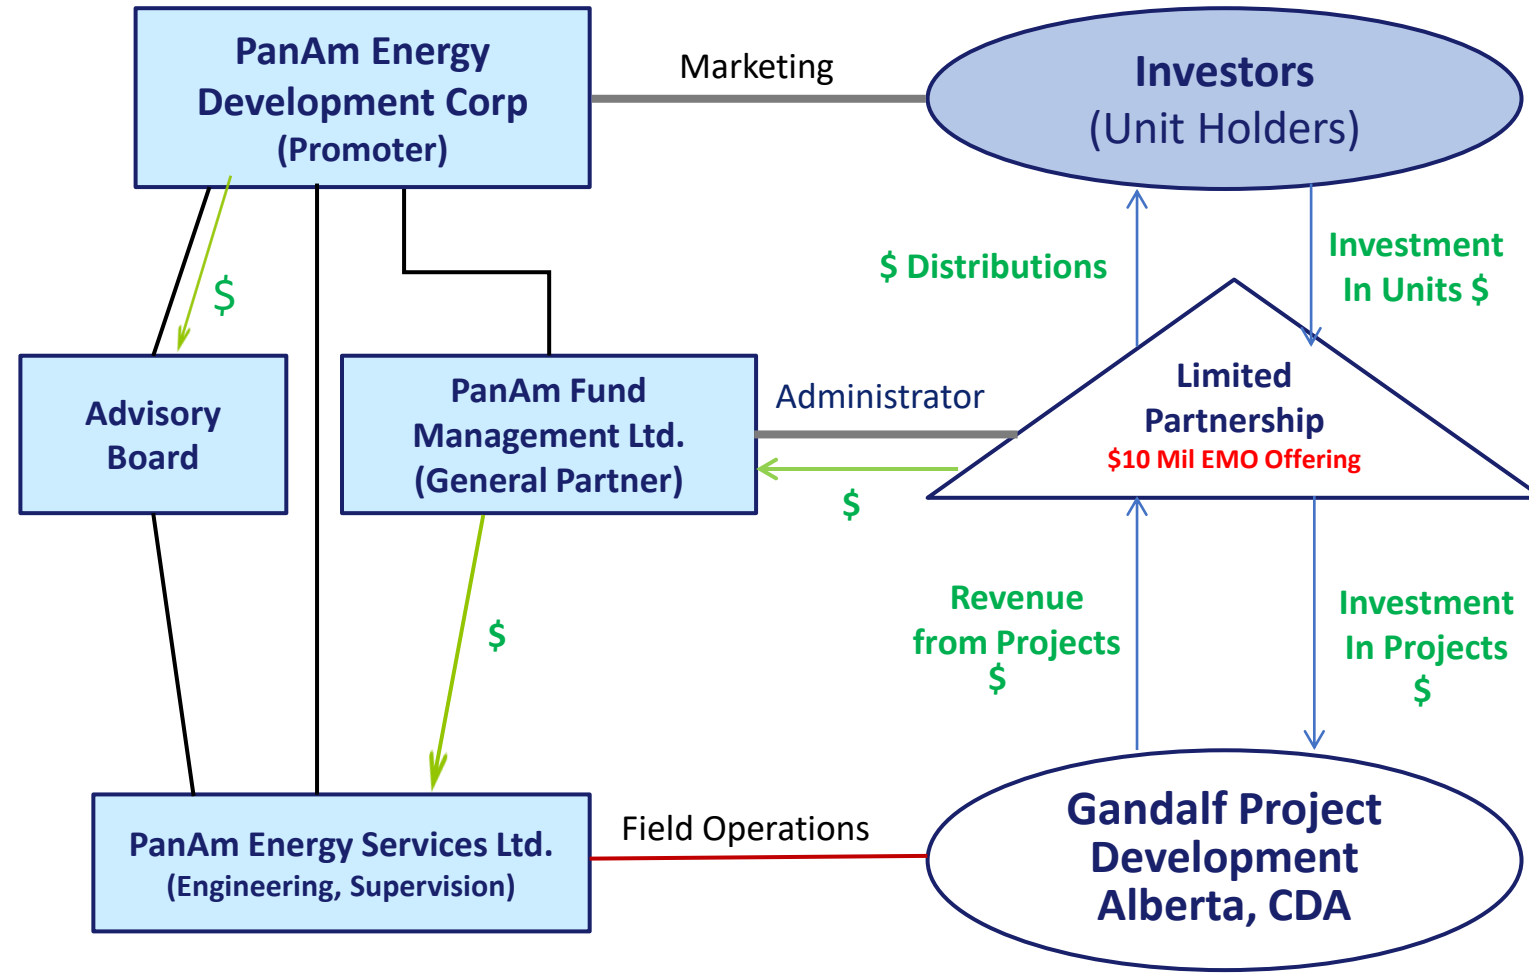 PanAm Energy
Development Corp
(Promoter)
Marketing
Investors
(Unit Holders)
$
$ Distributions
Investment
In Units $
Advisory
Board
PanAm Fund
Management Ltd.
(General Partner)
Administrator
$
Limited
Partnership
$10 Mil EMO Offering
$
Revenue
from Projects
$
Investment
In Projects
$
PanAm Energy Services Ltd.
(Engineering, Supervision)
Field Operations
Gandalf Project
Development
Alberta, CDA